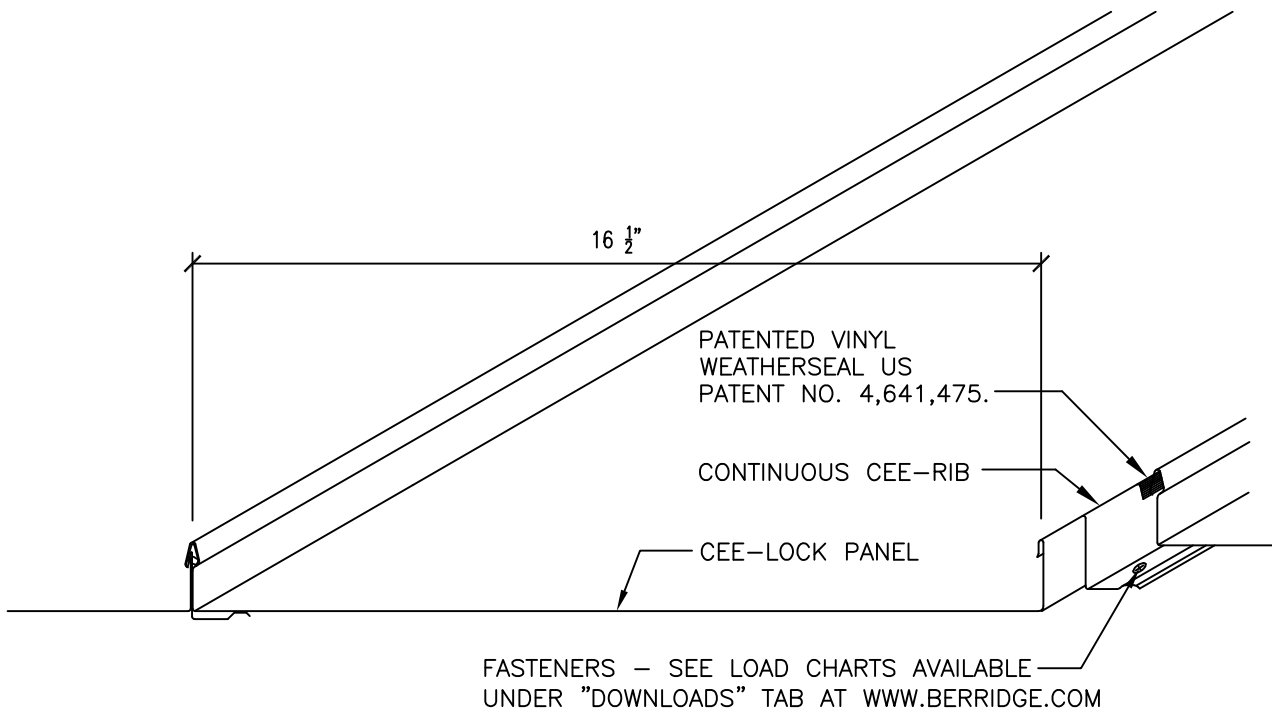 16 1/2"
PATENTED VINYL
WEATHERSEAL US
PATENT NO. 4,641,475.
CONTINUOUS CEE-RIB
CEE-LOCK PANEL
FASTENERS - SEE LOAD CHARTS AVAILABLE
UNDER "DOWNLOADS" TAB AT WWW.BERRIDGE.COM